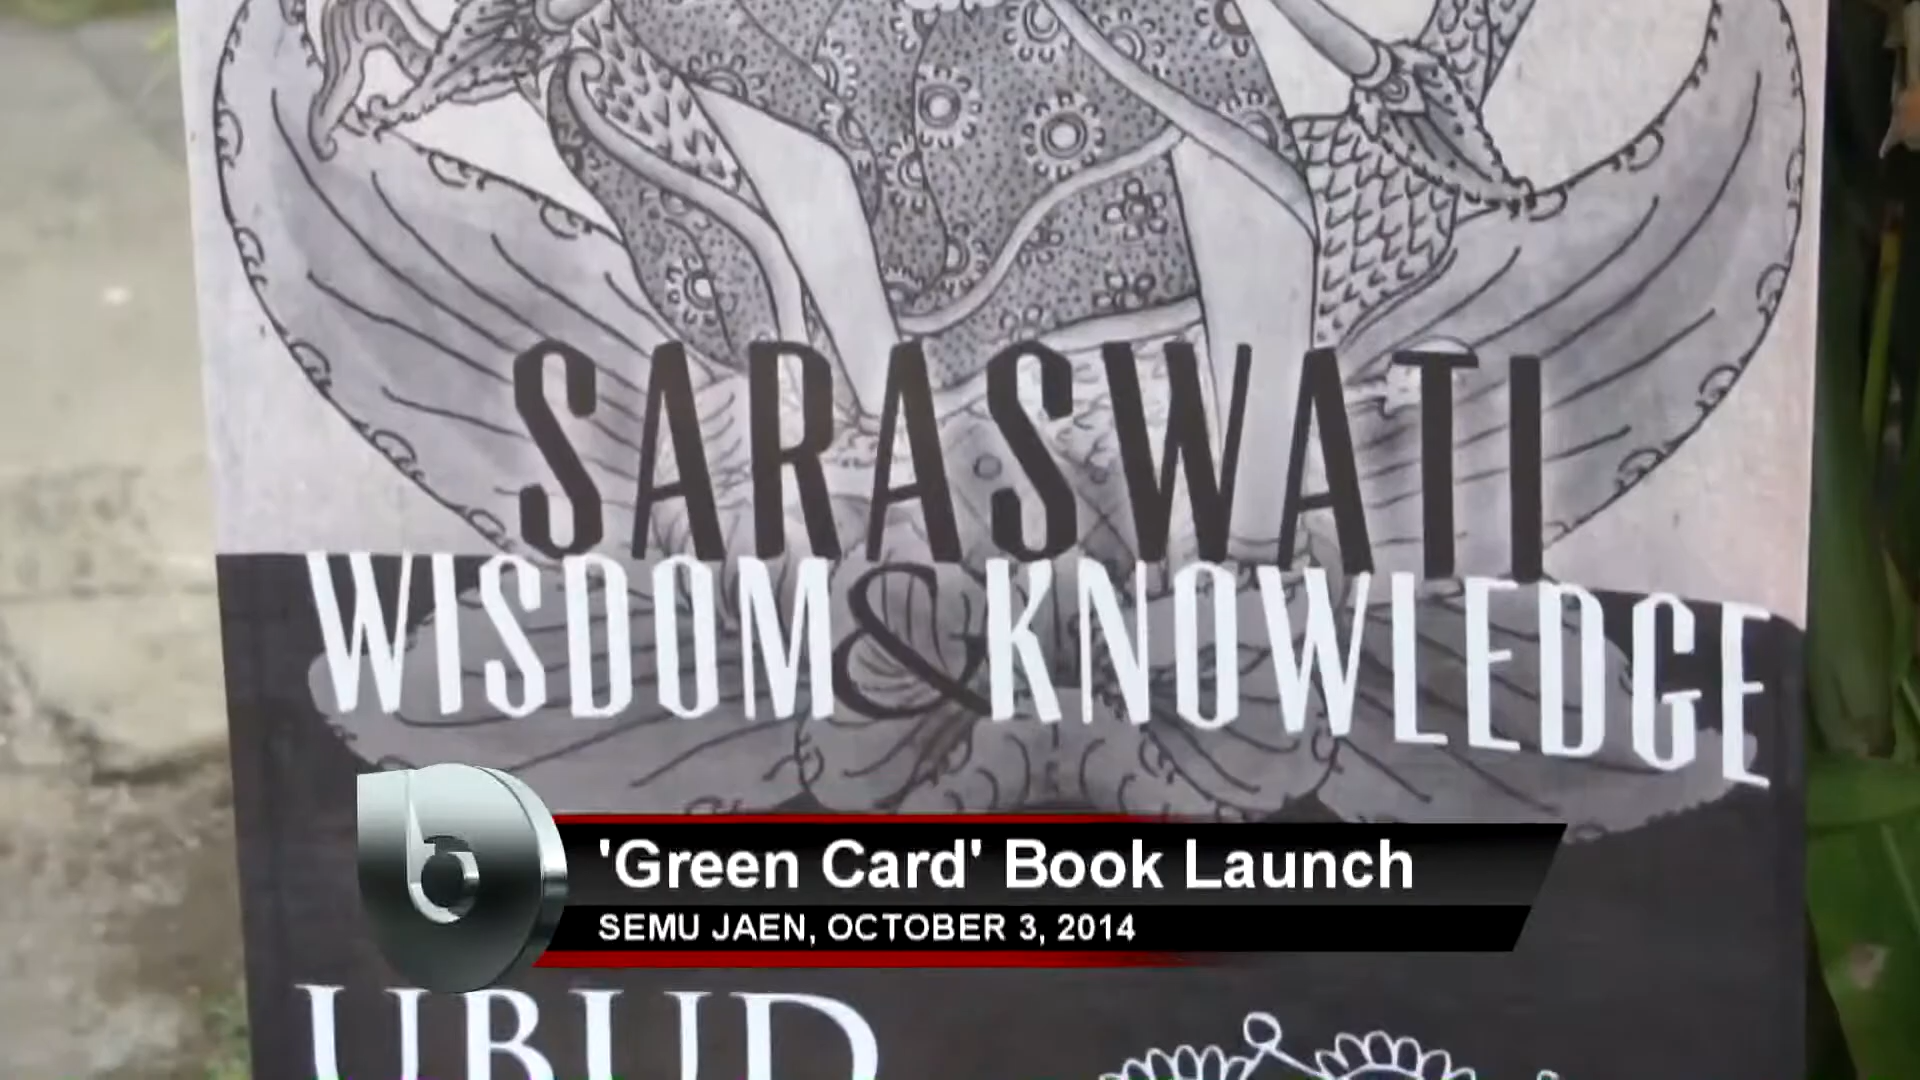 SARASWATI
WISDOM & KNOWLEDGE
'Green Card' Book Launch
SEMU JAEN, OCTOBER 3, 2014
UBUD